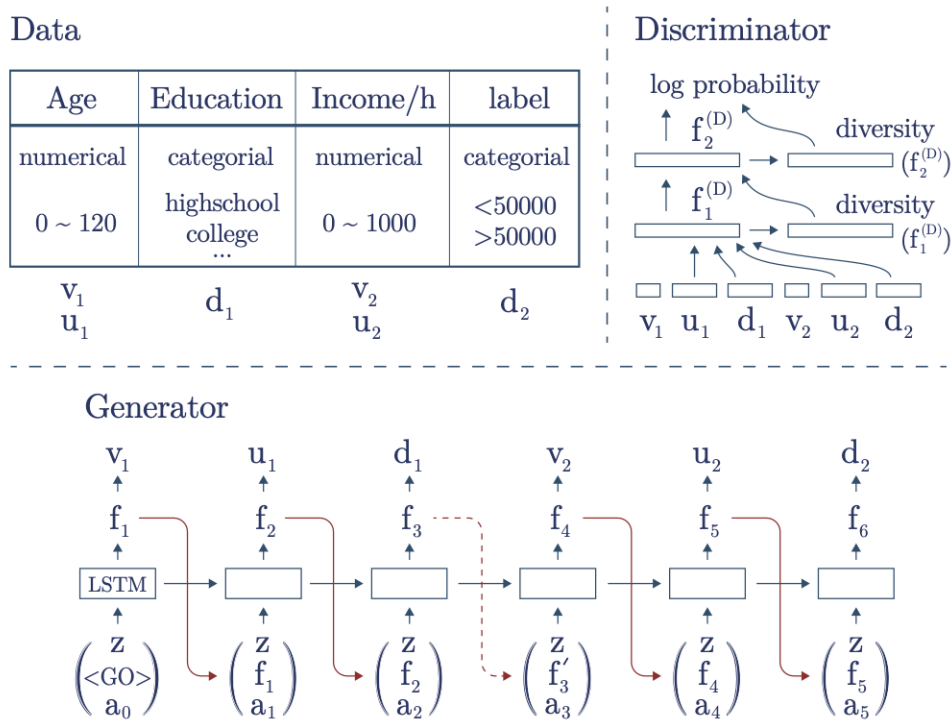 Data
Age Education Income/h label
numerical categorial numerical categorial
0 ~ 120 highschool 0 ~ 1000 <50000
college >50000
...
v₁ d₁ v₂ d₂
u₁ u₂
Discriminator
log probability
f₂⁽ᴰ⁾ diversity
(f₂⁽ᴰ⁾)
f₁⁽ᴰ⁾ diversity
(f₁⁽ᴰ⁾)
v₁ u₁ d₁ v₂ u₂ d₂
Generator
v₁ u₁ d₁ v₂ u₂ d₂
f₁ f₂ f₃ f₄ f₅ f₆
LSTM
z z z z z z
<GO> f₁ f₂ f′₃ f₄ f₅
a₀ a₁ a₂ a₃ a₄ a₅